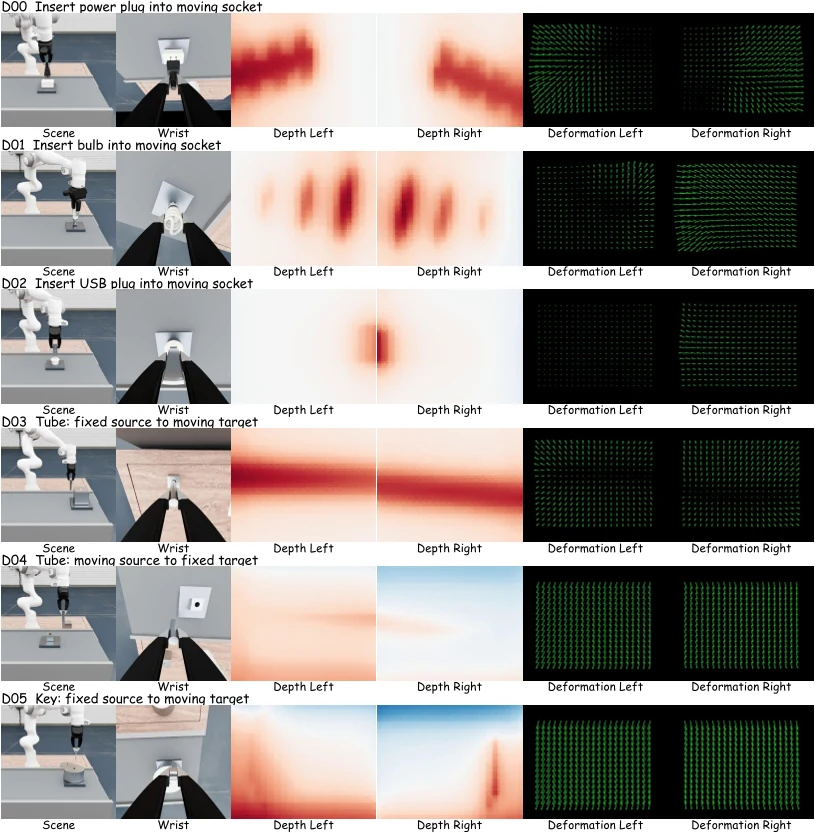 D00 Insert power plug into moving socket
Scene Wrist Depth Left Depth Right Deformation Left Deformation Right
D01 Insert bulb into moving socket
Scene Wrist Depth Left Depth Right Deformation Left Deformation Right
D02 Insert USB plug into moving socket
Scene Wrist Depth Left Depth Right Deformation Left Deformation Right
D03 Tube: fixed source to moving target
Scene Wrist Depth Left Depth Right Deformation Left Deformation Right
D04 Tube: moving source to fixed target
Scene Wrist Depth Left Depth Right Deformation Left Deformation Right
D05 Key: fixed source to moving target
Scene Wrist Depth Left Depth Right Deformation Left Deformation Right